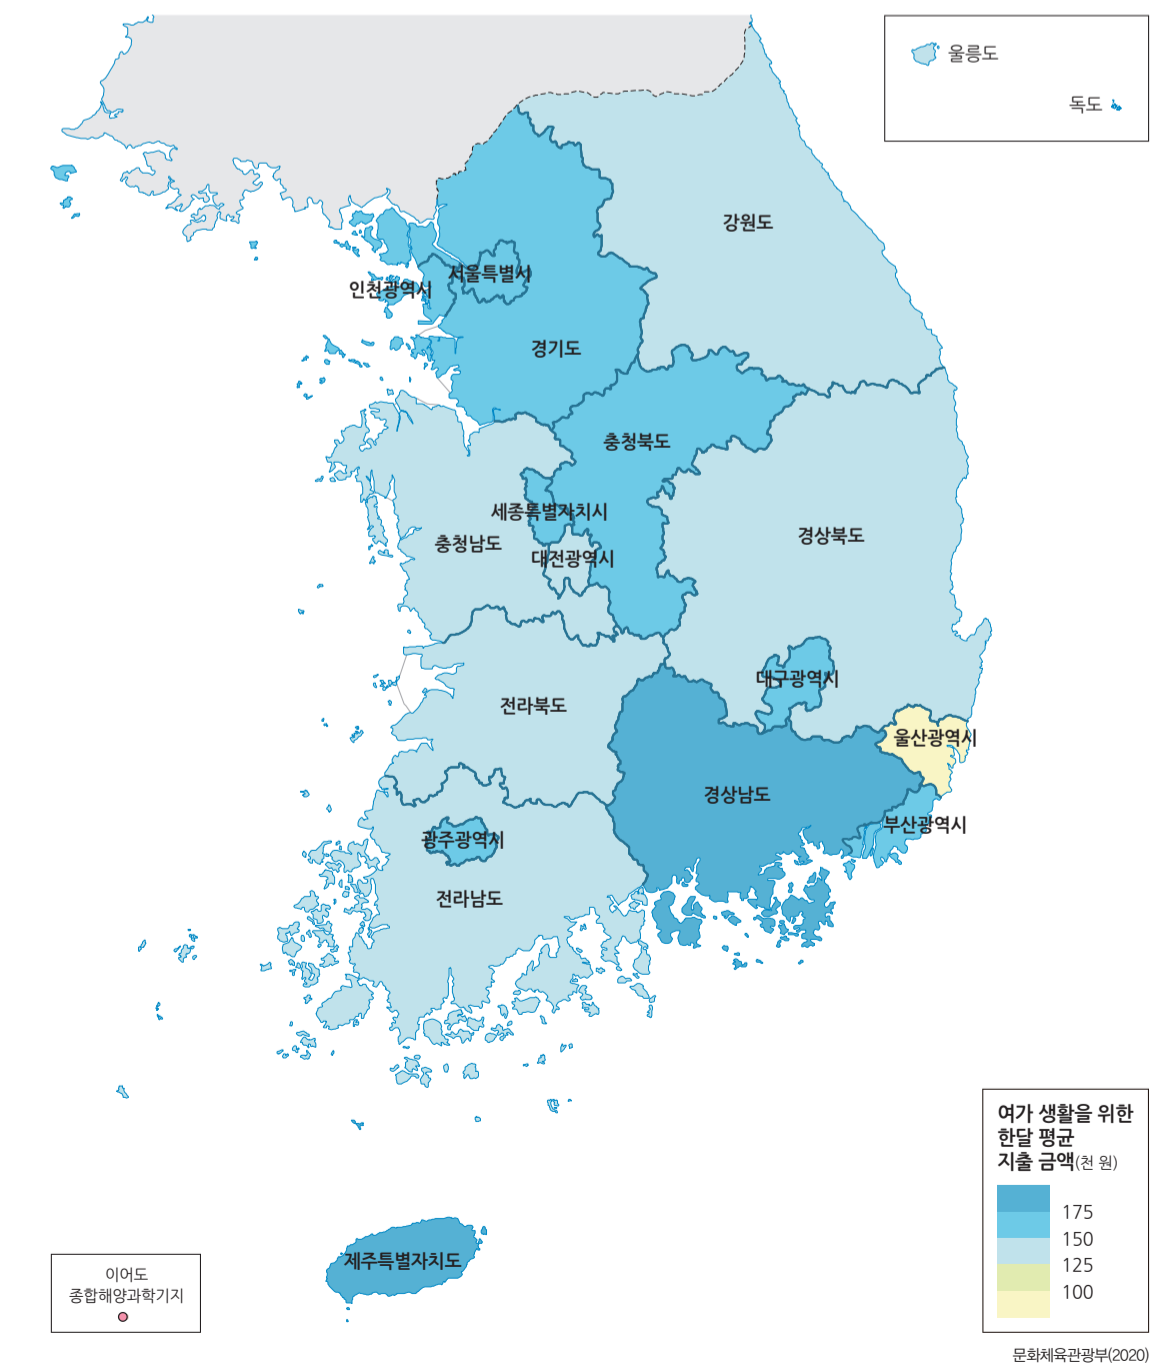 울릉도
독도
강원도
서울특별시
인천광역시
경기도
충청북도
세종특별자치시
경상북도
충청남도
대전광역시
대구광역시
전라북도
울산광역시
경상남도
부산광역시
광주광역시
전라남도
제주특별자치도
여가 생활을 위한
한달 평균
지출 금액(천 원)
175
150
125
100
이어도
종합해양과학기지
문화체육관광부(2020)